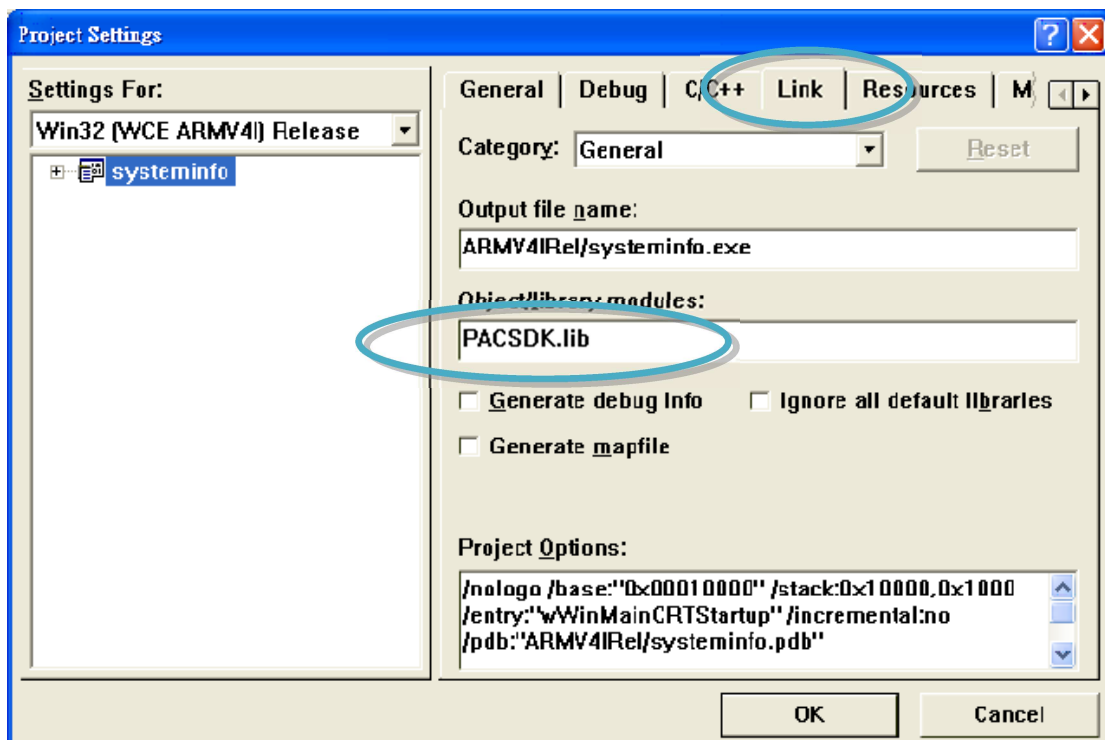 Project Settings
Settings For:
Win32 (WCE ARMV4I) Release
systeminfo
General Debug C/C++ Link Resources M
Category: General Reset
Output file name:
ARMV4IRel/systeminfo.exe
Object/library modules:
PACSDK.lib
Generate debug info Ignore all default libraries
Generate mapfile
Project Options:
/nologo /base:"0x00010000" /stack:0x10000,0x1000
/entry:"wWinMainCRTStartup" /incremental:no
/pdb:"ARMV4IRel/systeminfo.pdb"
OK Cancel